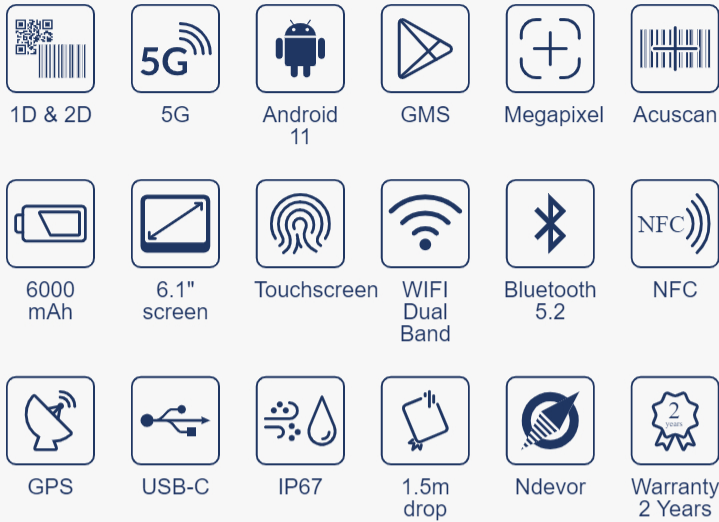 5G
1D & 2D
5G
Android
11
GMS
Megapixel
Acuscan
NFC
6000
mAh
6.1"
screen
Touchscreen
WIFI
Dual
Band
Bluetooth
5.2
NFC
2
years
GPS
USB-C
IP67
1.5m
drop
Ndevor
Warranty
2 Years